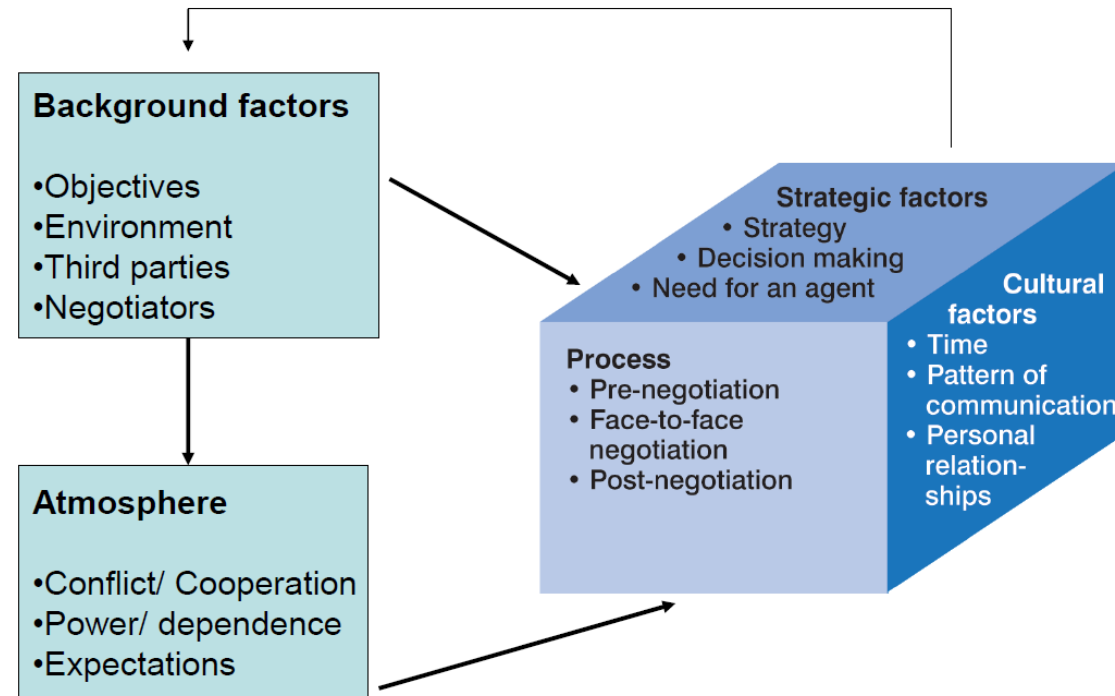 Background factors
•Objectives
•Environment
•Third parties
•Negotiators
Atmosphere
•Conflict/ Cooperation
•Power/ dependence
•Expectations
Strategic factors
• Strategy
• Decision making
• Need for an agent
Process
• Pre-negotiation
• Face-to-face
negotiation
• Post-negotiation
Cultural
factors
• Time
• Pattern of
communication
• Personal
relation-
ships